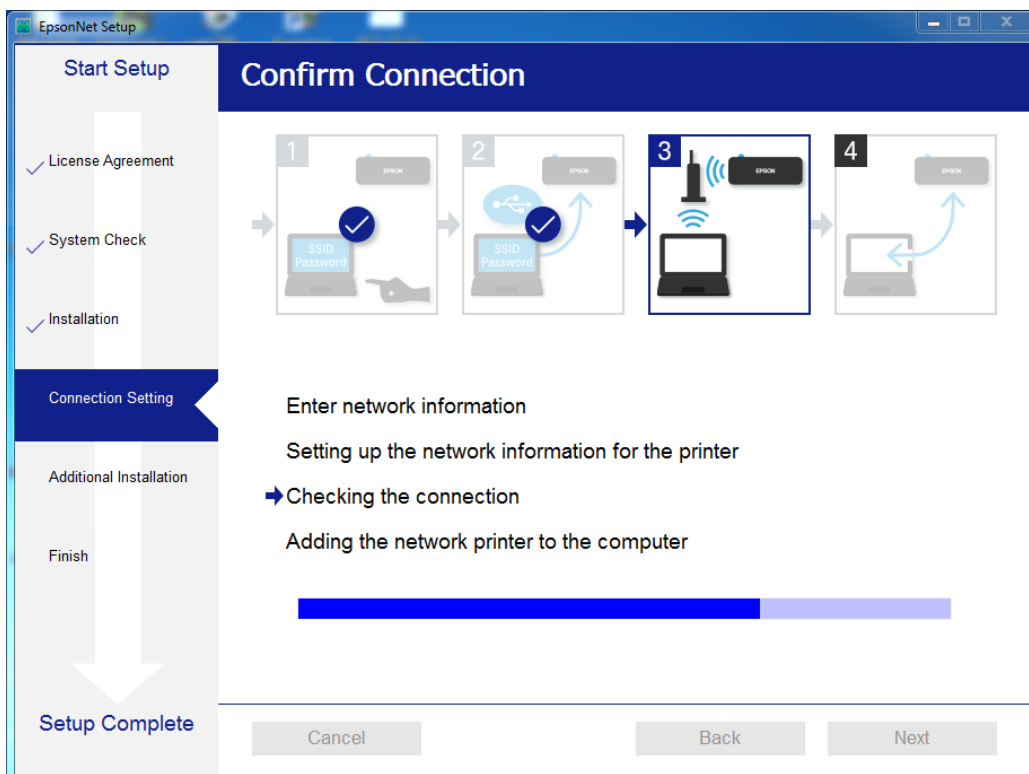 EpsonNet Setup
Start Setup
License Agreement
System Check
Installation
Connection Setting
Additional Installation
Finish
Setup Complete
Confirm Connection
1
EPSON
SSID
Password
2
EPSON
SSID
Password
3
EPSON
4
EPSON
Enter network information
Setting up the network information for the printer
Checking the connection
Adding the network printer to the computer
Cancel
Back
Next